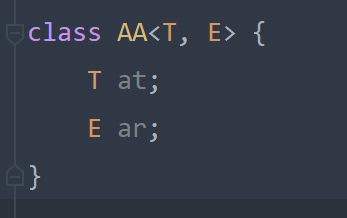 class AA<T, E> {
    T at;
    E ar;
}